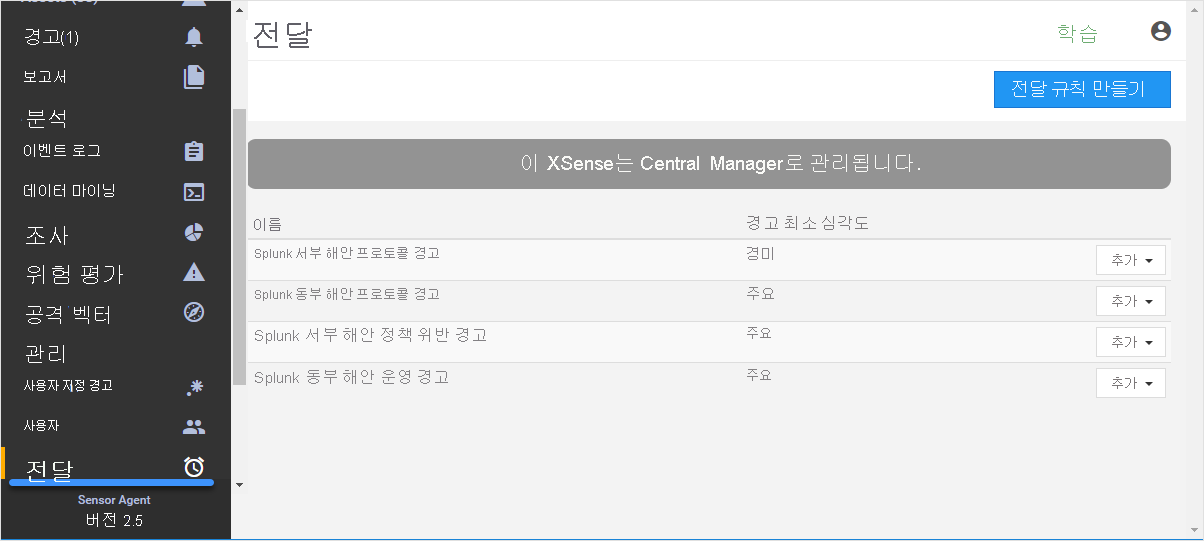 경고(1)
보고서
분석
이벤트 로그
데이터 마이닝
조사
위험 평가
공격 벡터
관리
사용자 지정 경고
사용자
전달
Sensor Agent
버전 2.5
전달
학습
전달 규칙 만들기
이 XSense는 Central Manager로 관리됩니다.
이름 경고 최소 심각도
Splunk 서부 해안 프로토콜 경고 경미 추가
Splunk 동부 해안 프로토콜 경고 주요 추가
Splunk 서부 해안 정책 위반 경고 주요 추가
Splunk 동부 해안 운영 경고 주요 추가